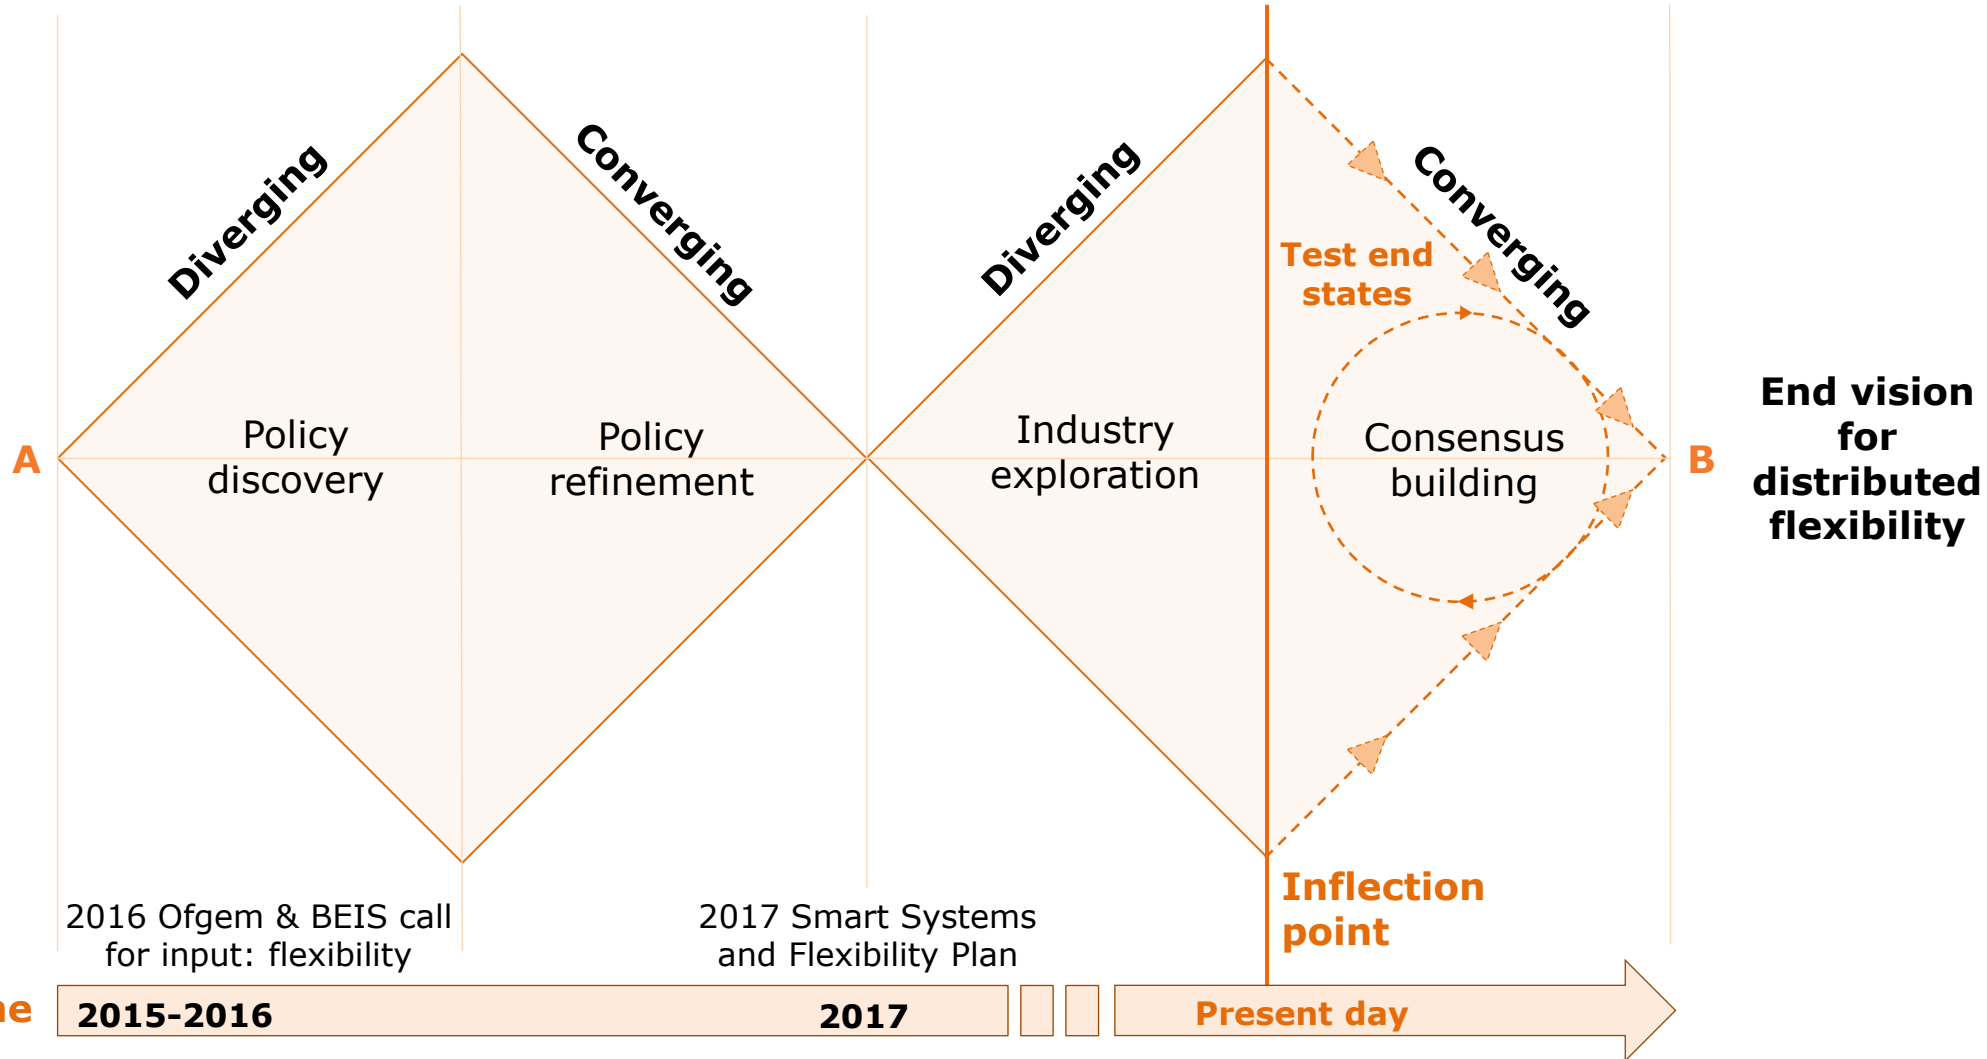 Diverging
Converging
Diverging
Converging
Test end
states
A
Policy
discovery
Policy
refinement
Industry
exploration
Consensus
building
B
End vision
for
distributed
flexibility
2016 Ofgem & BEIS call
for input: flexibility
2017 Smart Systems
and Flexibility Plan
Inflection
point
2015-2016
2017
Present day